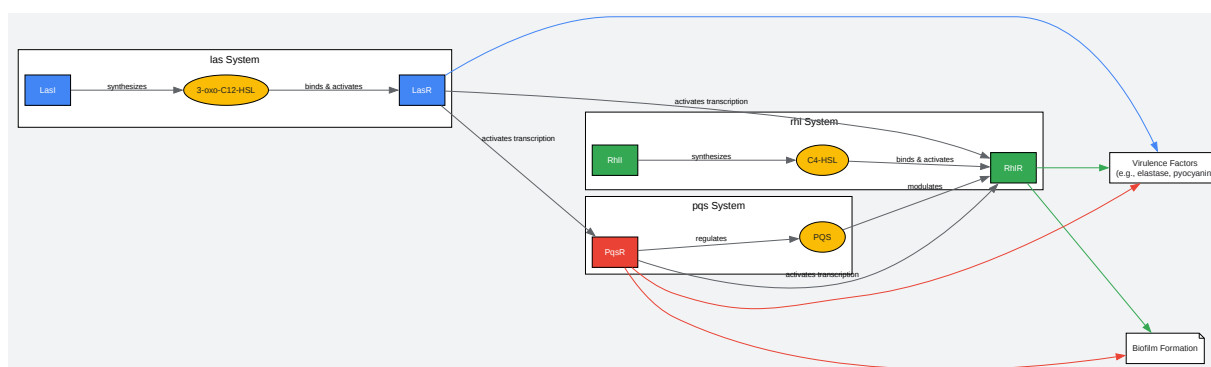 las System
LasI
synthesizes
3-oxo-C12-HSL
binds & activates
LasR
activates transcription
activates transcription
rhl System
RhlI
synthesizes
C4-HSL
binds & activates
RhlR
Virulence Factors
(e.g., elastase, pyocyanin
modulates
pqs System
PqsR
regulates
PQS
activates transcription
Biofilm Formation